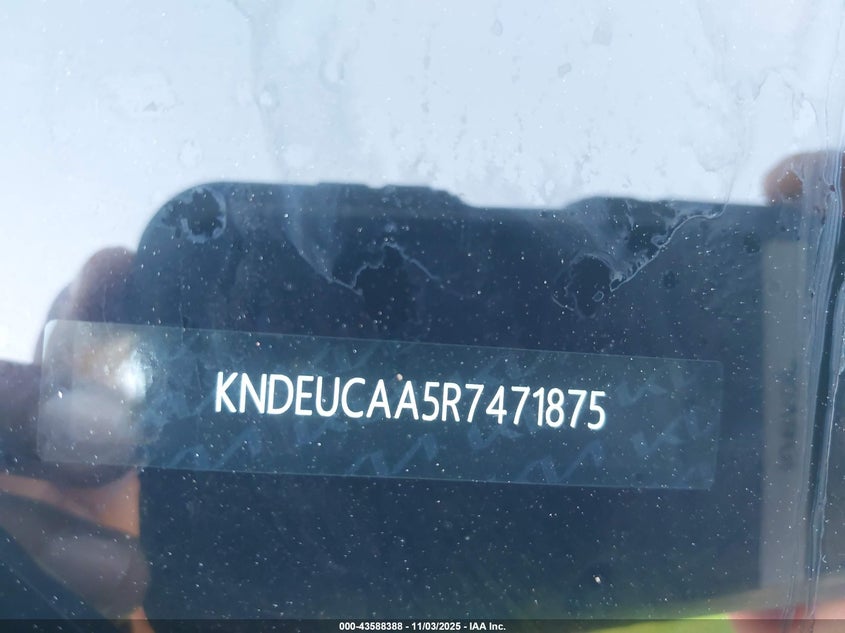 KNDEUCAA5R7471875
000-43588388 - 11/03/2025 - IAA Inc.